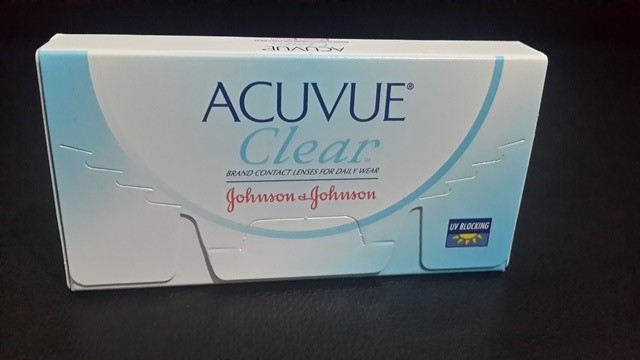 ACUVUE
ACUVUE®
Clear
BRAND CONTACT LENSES FOR DAILY WEAR
Johnson & Johnson
UV BLOCKING